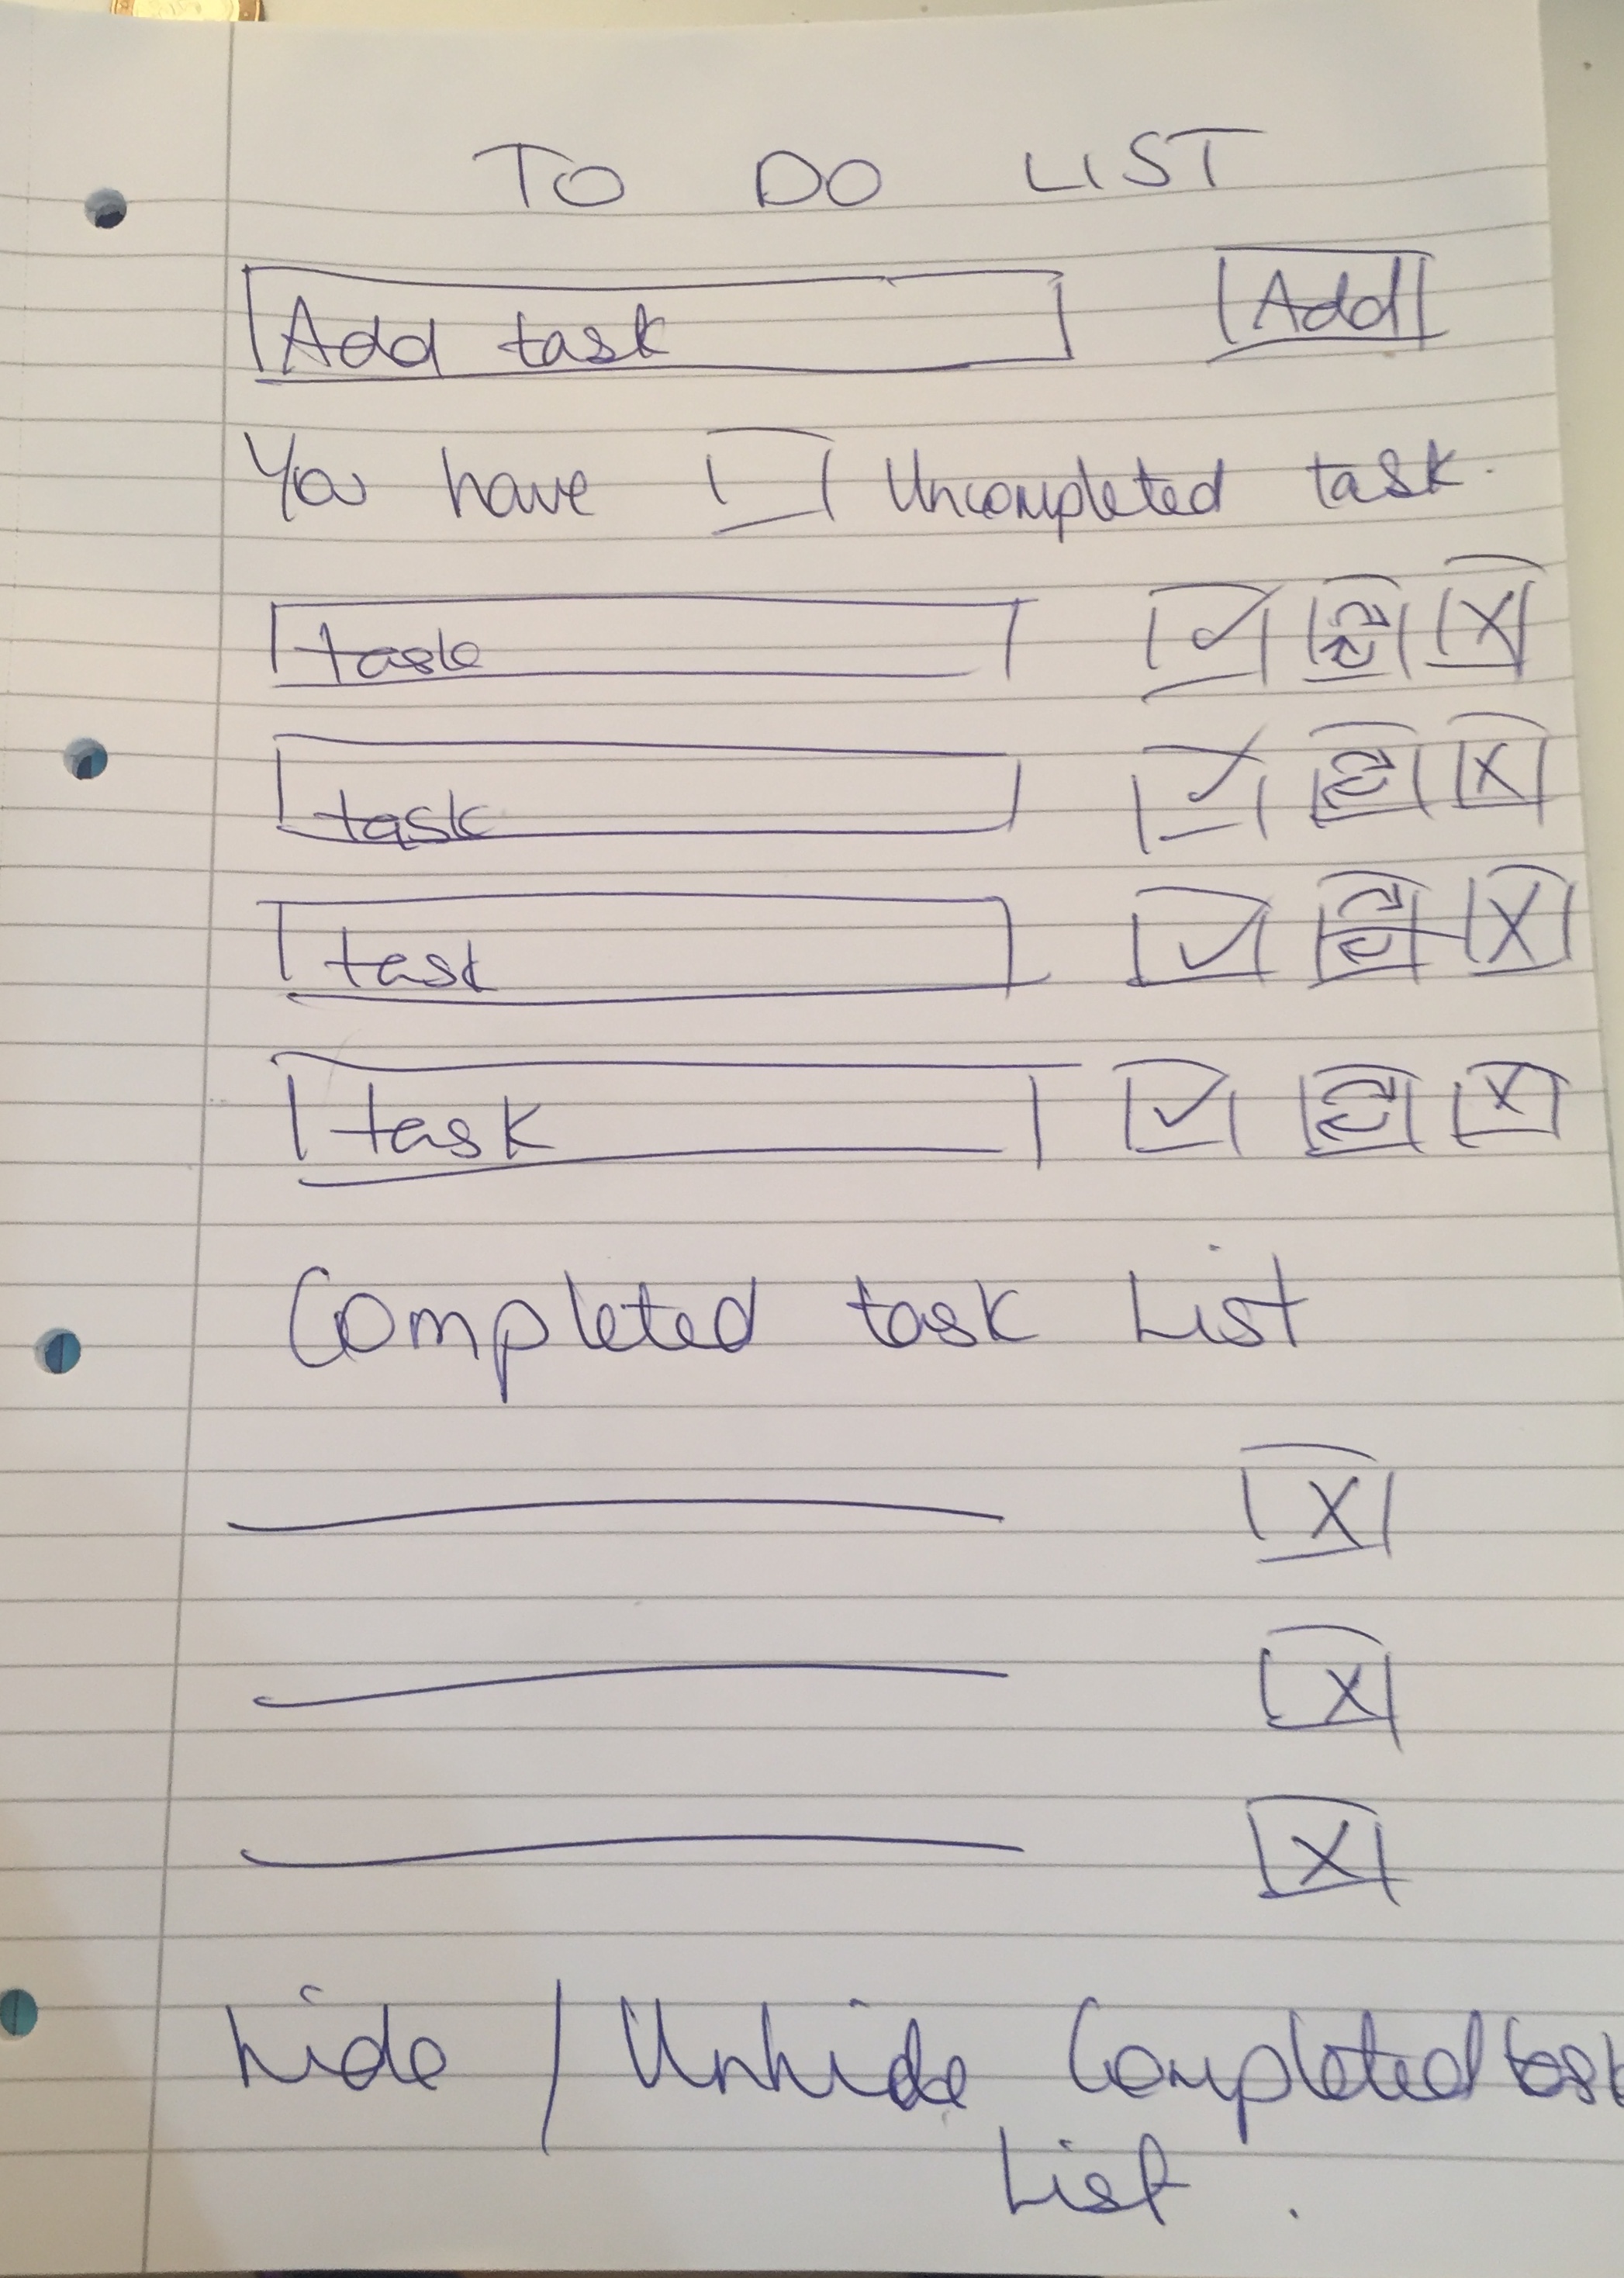 TO DO LIST
Add task Add
You have Uncompleted task.
task X
task X
task X
task X
Completed task List
X
X
X
hide / Unhide Completed task
List.